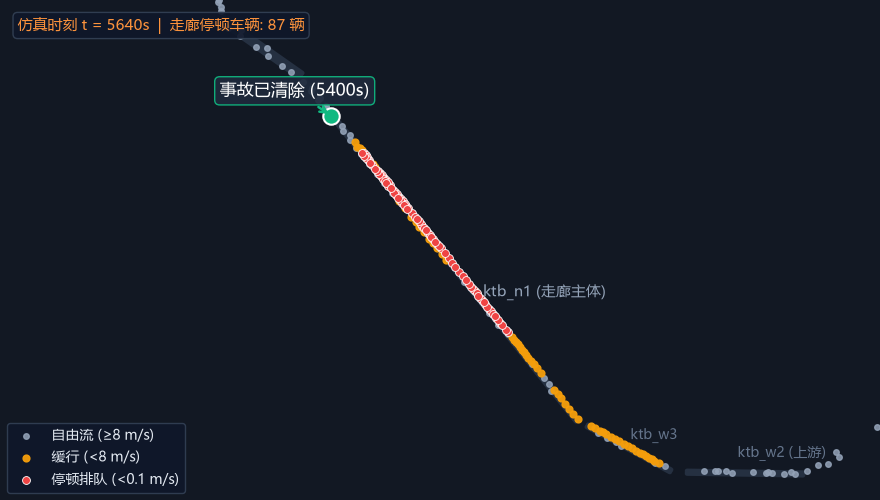 仿真时刻 t = 5640s | 走廊停顿车辆: 87 辆
事故已清除 (5400s)
ktb_n1 (走廊主体)
ktb_w3
ktb_w2 (上游)
自由流 (≥8 m/s)
缓行 (<8 m/s)
停顿排队 (<0.1 m/s)